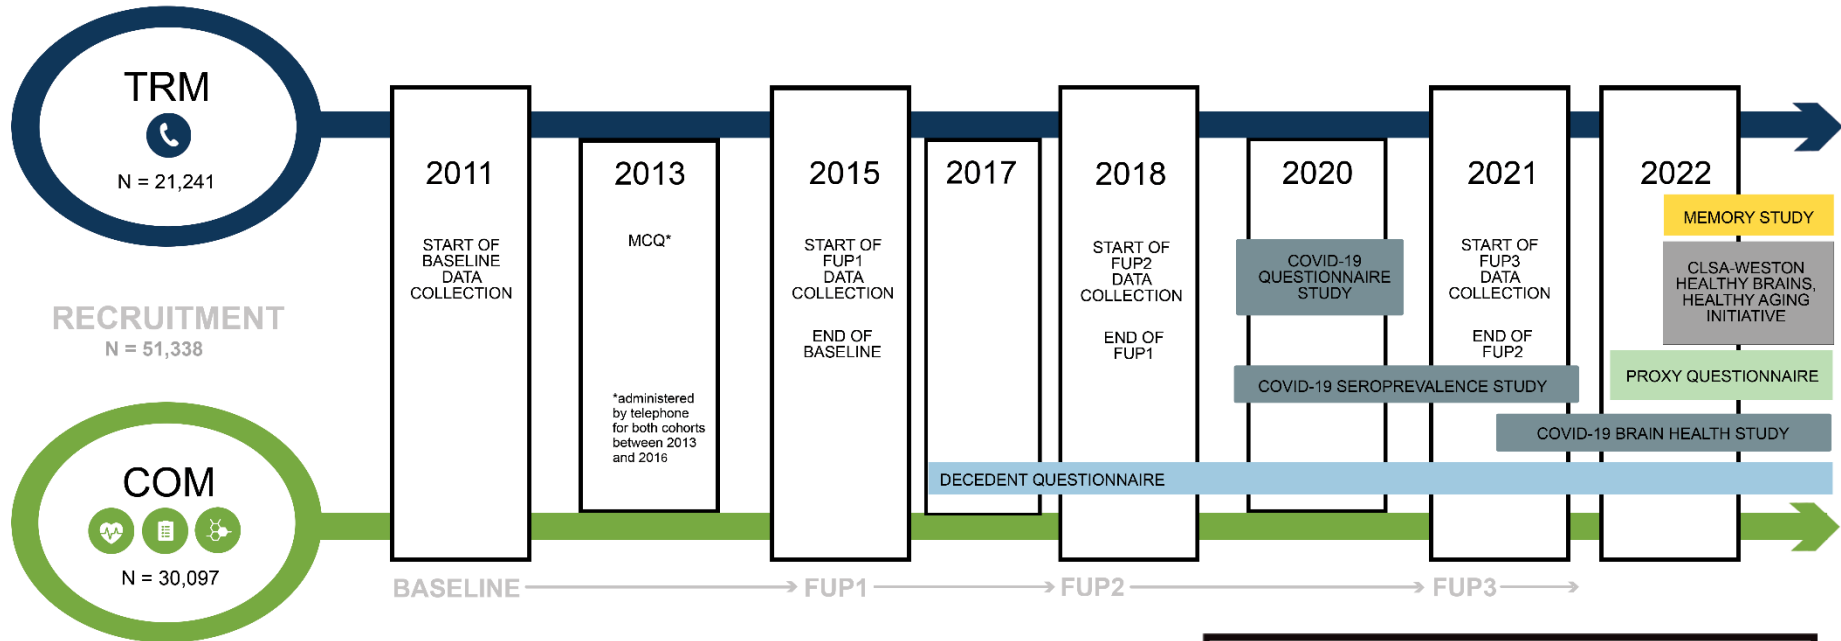 TRM
N = 21,241
RECRUITMENT
N = 51,338
COM
N = 30,097
2011
START OF
BASELINE
DATA
COLLECTION
2013
MCQ*
*administered
by telephone
for both cohorts
between 2013
and 2016
2015
START OF
FUP1
DATA
COLLECTION
END OF
BASELINE
2017
2018
START OF
FUP2
DATA
COLLECTION
END OF
FUP1
2020
COVID-19
QUESTIONNAIRE
STUDY
2021
START OF
FUP3
DATA
COLLECTION
END OF
FUP2
2022
MEMORY STUDY
CLSA-WESTON
HEALTHY BRAINS,
HEALTHY AGING
INITIATIVE
COVID-19 SEROPREVALENCE STUDY
PROXY QUESTIONNAIRE
COVID-19 BRAIN HEALTH STUDY
DECEDENT QUESTIONNAIRE
BASELINE
FUP1
FUP2
FUP3